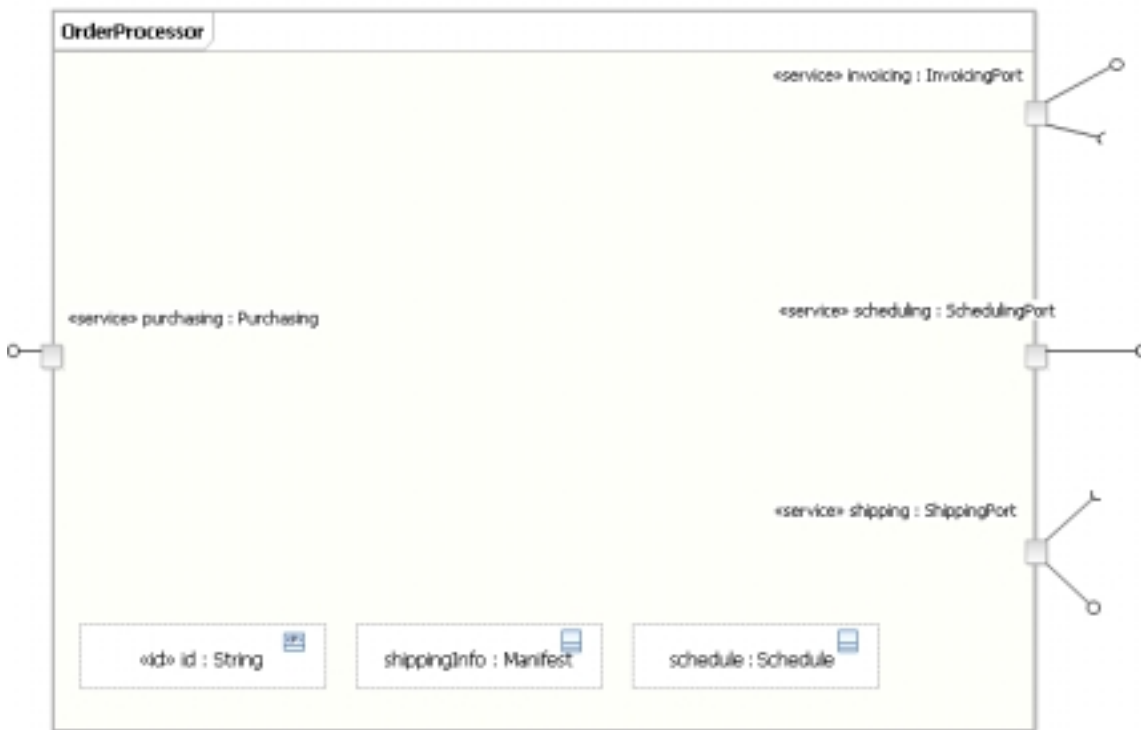 OrderProcessor
«service» invoicing : InvoicingPort
«service» purchasing : Purchasing
«service» scheduling : SchedulingPort
«service» shipping : ShippingPort
«id» id : String
shippingInfo : Manifest
schedule : Schedule